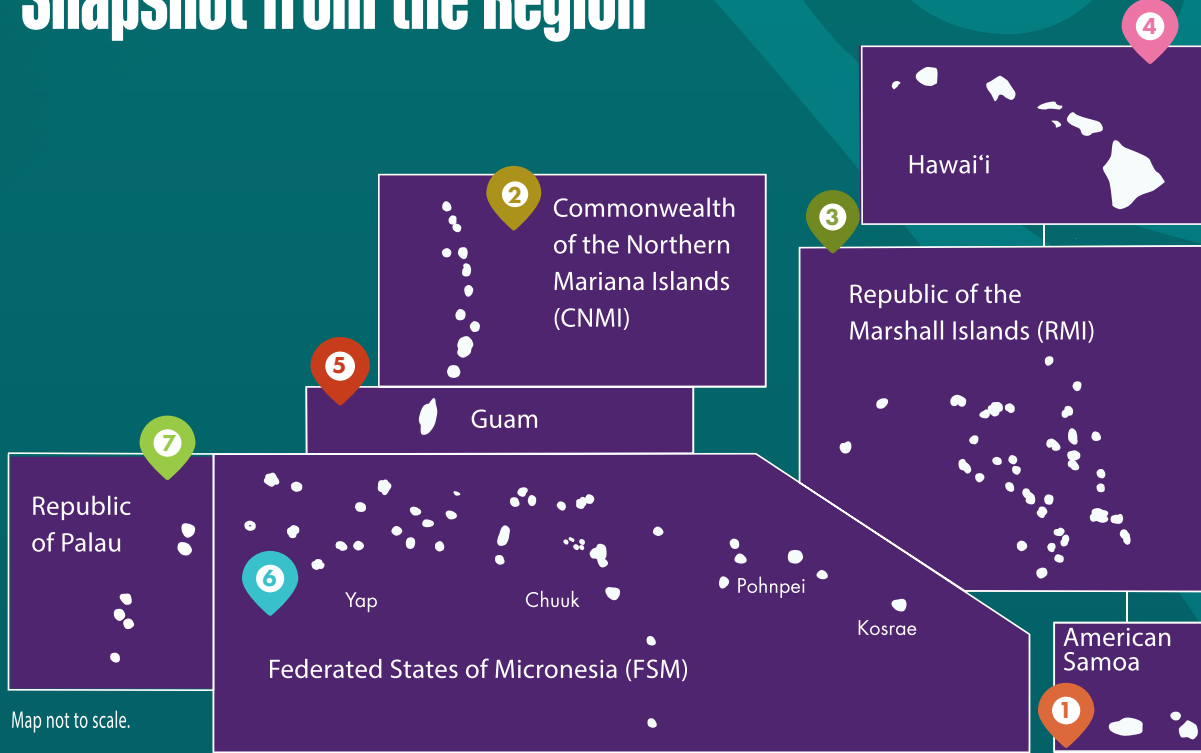 Snapshot from the Region
4
Hawaiʻi
2
Commonwealth
of the Northern
Mariana Islands
(CNMI)
3
Republic of the
Marshall Islands (RMI)
5
Guam
7
Republic
of Palau
6
Yap
Chuuk
Pohnpei
Kosrae
Federated States of Micronesia (FSM)
American
Samoa
1
Map not to scale.